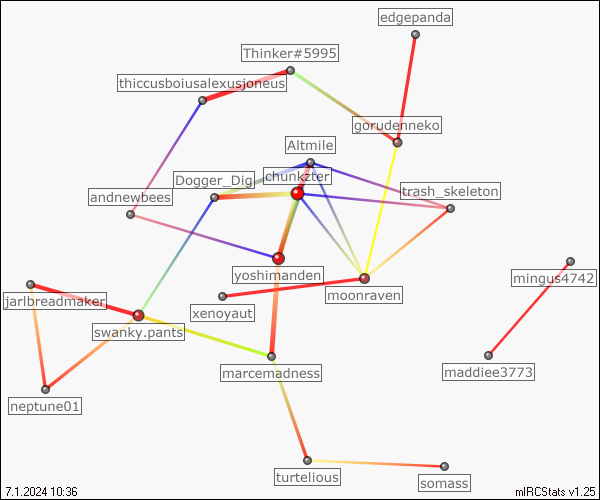 edgepanda
Thinker#5995
thiccusboiusalexusjoneus
gorudenneko
Altmile
chunkzter
Dogger_Dig
trash_skeleton
andnewbees
yoshimanden
mingus4742
moonraven
jarlbreadmaker
xenoyaut
swanky.pants
marcemadness
maddiee3773
neptune01
turtelious
somass
7.1.2024 10:36
mIRCStats v1.25